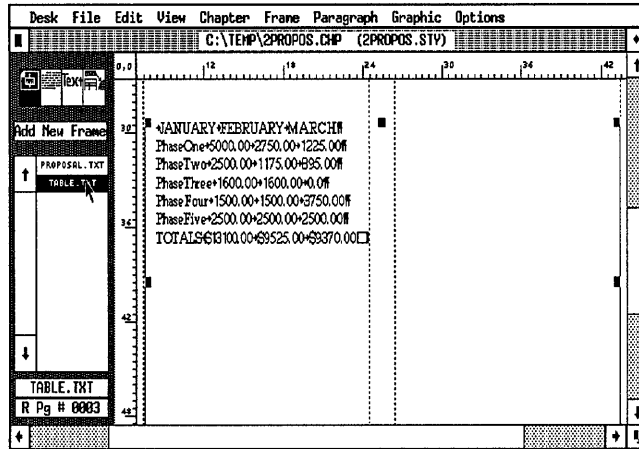 Desk File Edit View Chapter Frame Paragraph Graphic Options
C:\TEMP\2PROPOS.CHP (2PROPOS.STY)
0,0 12 18 24 30 36 42
Text
Add New Frame
30
PROPOSAL.TXT
TABLE.TXT
36
42
48
JANUARY FEBRUARY MARCH¶
PhaseOne 5000.00 2750.00 1225.00¶
PhaseTwo 2500.00 1175.00 895.00¶
PhaseThree 1600.00 1600.00 0.0¶
PhaseFour 1500.00 1500.00 3750.00¶
PhaseFive 2500.00 2500.00 2500.00¶
TOTALS $13100.00 $9525.00 $9370.00
TABLE.TXT
R Pg # 0003